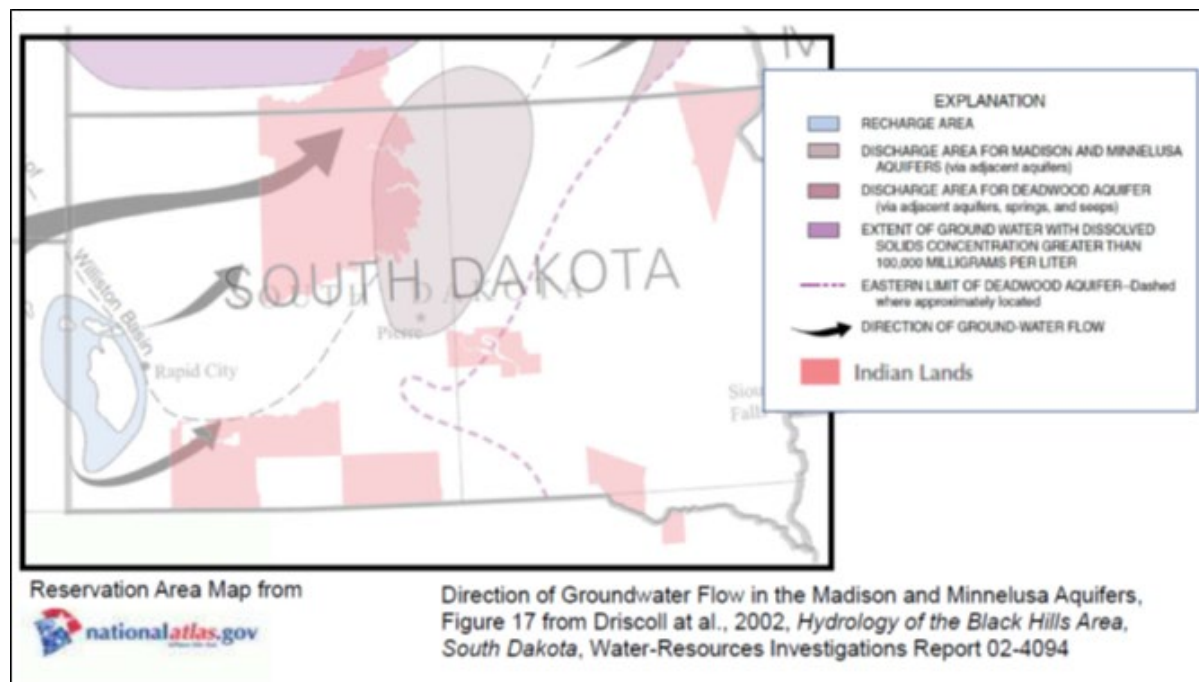 of
Williston Basin
SOUTH DAKOTA
SOUTH DAKOTA
Pierre
Rapid City
Siou
Falls
EXPLANATION
RECHARGE AREA
DISCHARGE AREA FOR MADISON AND MINNELUSA
AQUIFERS (via adjacent aquifers)
DISCHARGE AREA FOR DEADWOOD AQUIFER
(via adjacent aquifers, springs, and seeps)
EXTENT OF GROUND WATER WITH DISSOLVED
SOLIDS CONCENTRATION GREATER THAN
100,000 MILLIGRAMS PER LITER
EASTERN LIMIT OF DEADWOOD AQUIFER--Dashed
where approximately located
DIRECTION OF GROUND-WATER FLOW
Indian Lands
Reservation Area Map from
nationalatlas.gov
Direction of Groundwater Flow in the Madison and Minnelusa Aquifers,
Figure 17 from Driscoll at al., 2002, Hydrology of the Black Hills Area,
South Dakota, Water-Resources Investigations Report 02-4094